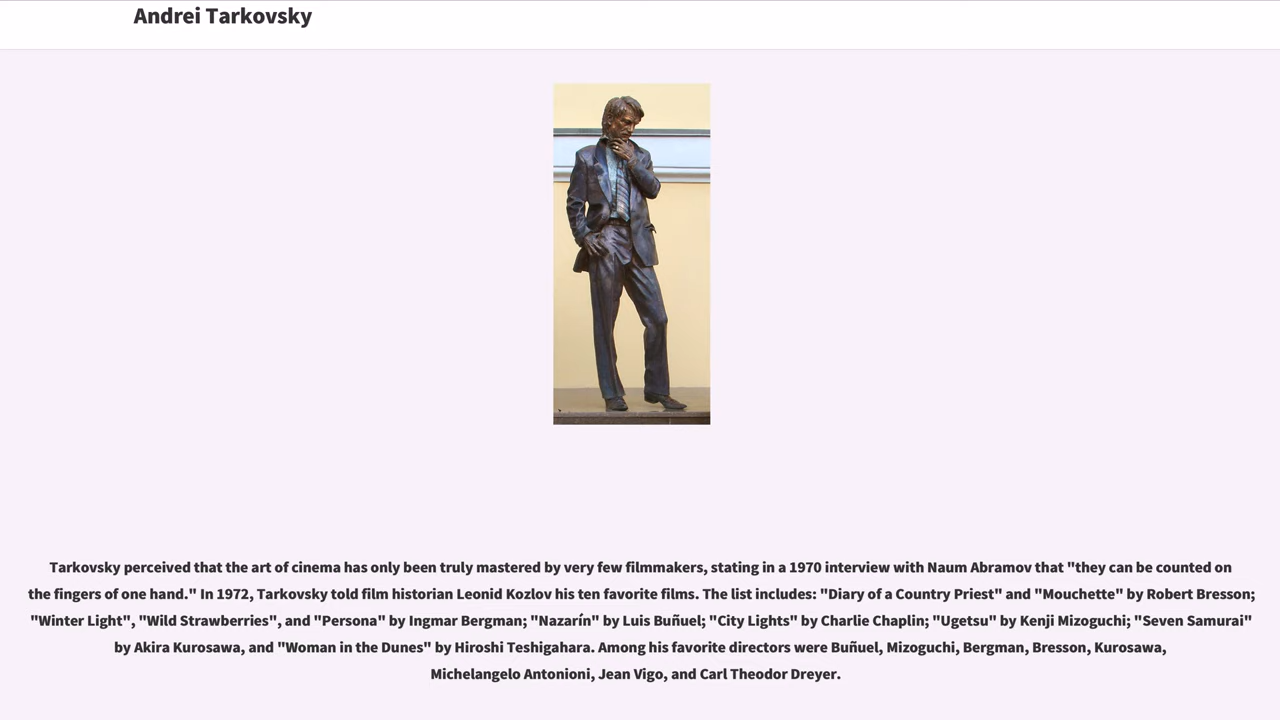 Andrei Tarkovsky
Tarkovsky perceived that the art of cinema has only been truly mastered by very few filmmakers, stating in a 1970 interview with Naum Abramov that "they can be counted on
the fingers of one hand." In 1972, Tarkovsky told film historian Leonid Kozlov his ten favorite films. The list includes: "Diary of a Country Priest" and "Mouchette" by Robert Bresson;
"Winter Light", "Wild Strawberries", and "Persona" by Ingmar Bergman; "Nazarín" by Luis Buñuel; "City Lights" by Charlie Chaplin; "Ugetsu" by Kenji Mizoguchi; "Seven Samurai"
by Akira Kurosawa, and "Woman in the Dunes" by Hiroshi Teshigahara. Among his favorite directors were Buñuel, Mizoguchi, Bergman, Bresson, Kurosawa,
Michelangelo Antonioni, Jean Vigo, and Carl Theodor Dreyer.